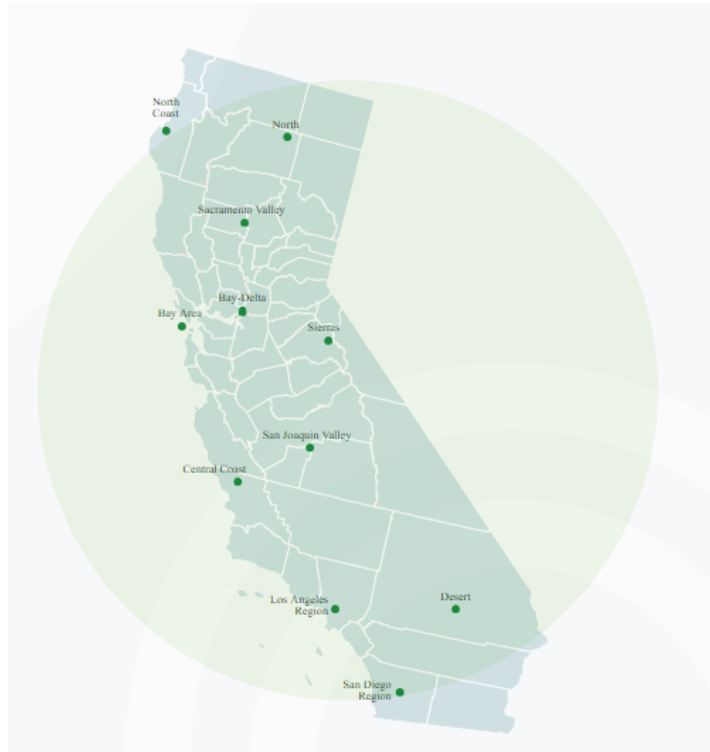 North
Coast
North
Sacramento Valley
Bay-Delta
Bay Area
Sierras
San Joaquin Valley
Central Coast
Los Angeles
Region
Desert
San Diego
Region